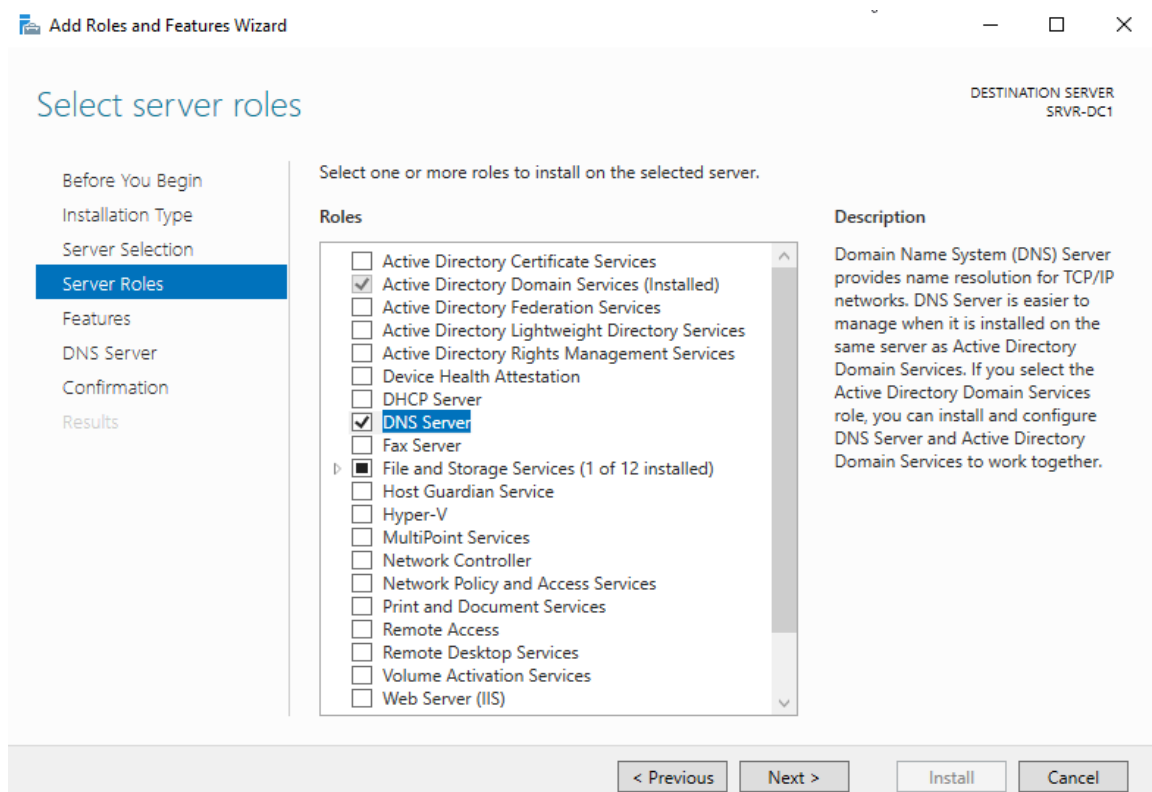 Add Roles and Features Wizard
Select server roles
DESTINATION SERVER
SRVR-DC1
Before You Begin
Installation Type
Server Selection
Server Roles
Features
DNS Server
Confirmation
Results
Select one or more roles to install on the selected server.
Roles
Active Directory Certificate Services
Active Directory Domain Services (Installed)
Active Directory Federation Services
Active Directory Lightweight Directory Services
Active Directory Rights Management Services
Device Health Attestation
DHCP Server
DNS Server
Fax Server
File and Storage Services (1 of 12 installed)
Host Guardian Service
Hyper-V
MultiPoint Services
Network Controller
Network Policy and Access Services
Print and Document Services
Remote Access
Remote Desktop Services
Volume Activation Services
Web Server (IIS)
Description
Domain Name System (DNS) Server
provides name resolution for TCP/IP
networks. DNS Server is easier to
manage when it is installed on the
same server as Active Directory
Domain Services. If you select the
Active Directory Domain Services
role, you can install and configure
DNS Server and Active Directory
Domain Services to work together.
< Previous
Next >
Install
Cancel